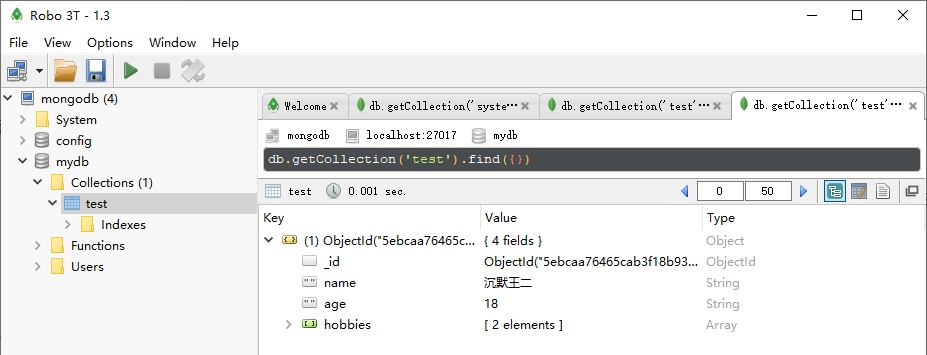 Robo 3T - 1.3
File View Options Window Help
mongodb (4)
System
config
mydb
Collections (1)
test
Indexes
Functions
Users
Welcome
db.getCollection('syste…
db.getCollection('test'…
db.getCollection('test'…
mongodb localhost:27017 mydb
db.getCollection('test').find({})
test 0.001 sec. 0 50
Key Value Type
(1) ObjectId("5ebcaa76465c... { 4 fields } Object
_id ObjectId("5ebcaa76465cab3f18b93... ObjectId
name 沉默王二 String
age 18 String
hobbies [ 2 elements ] Array